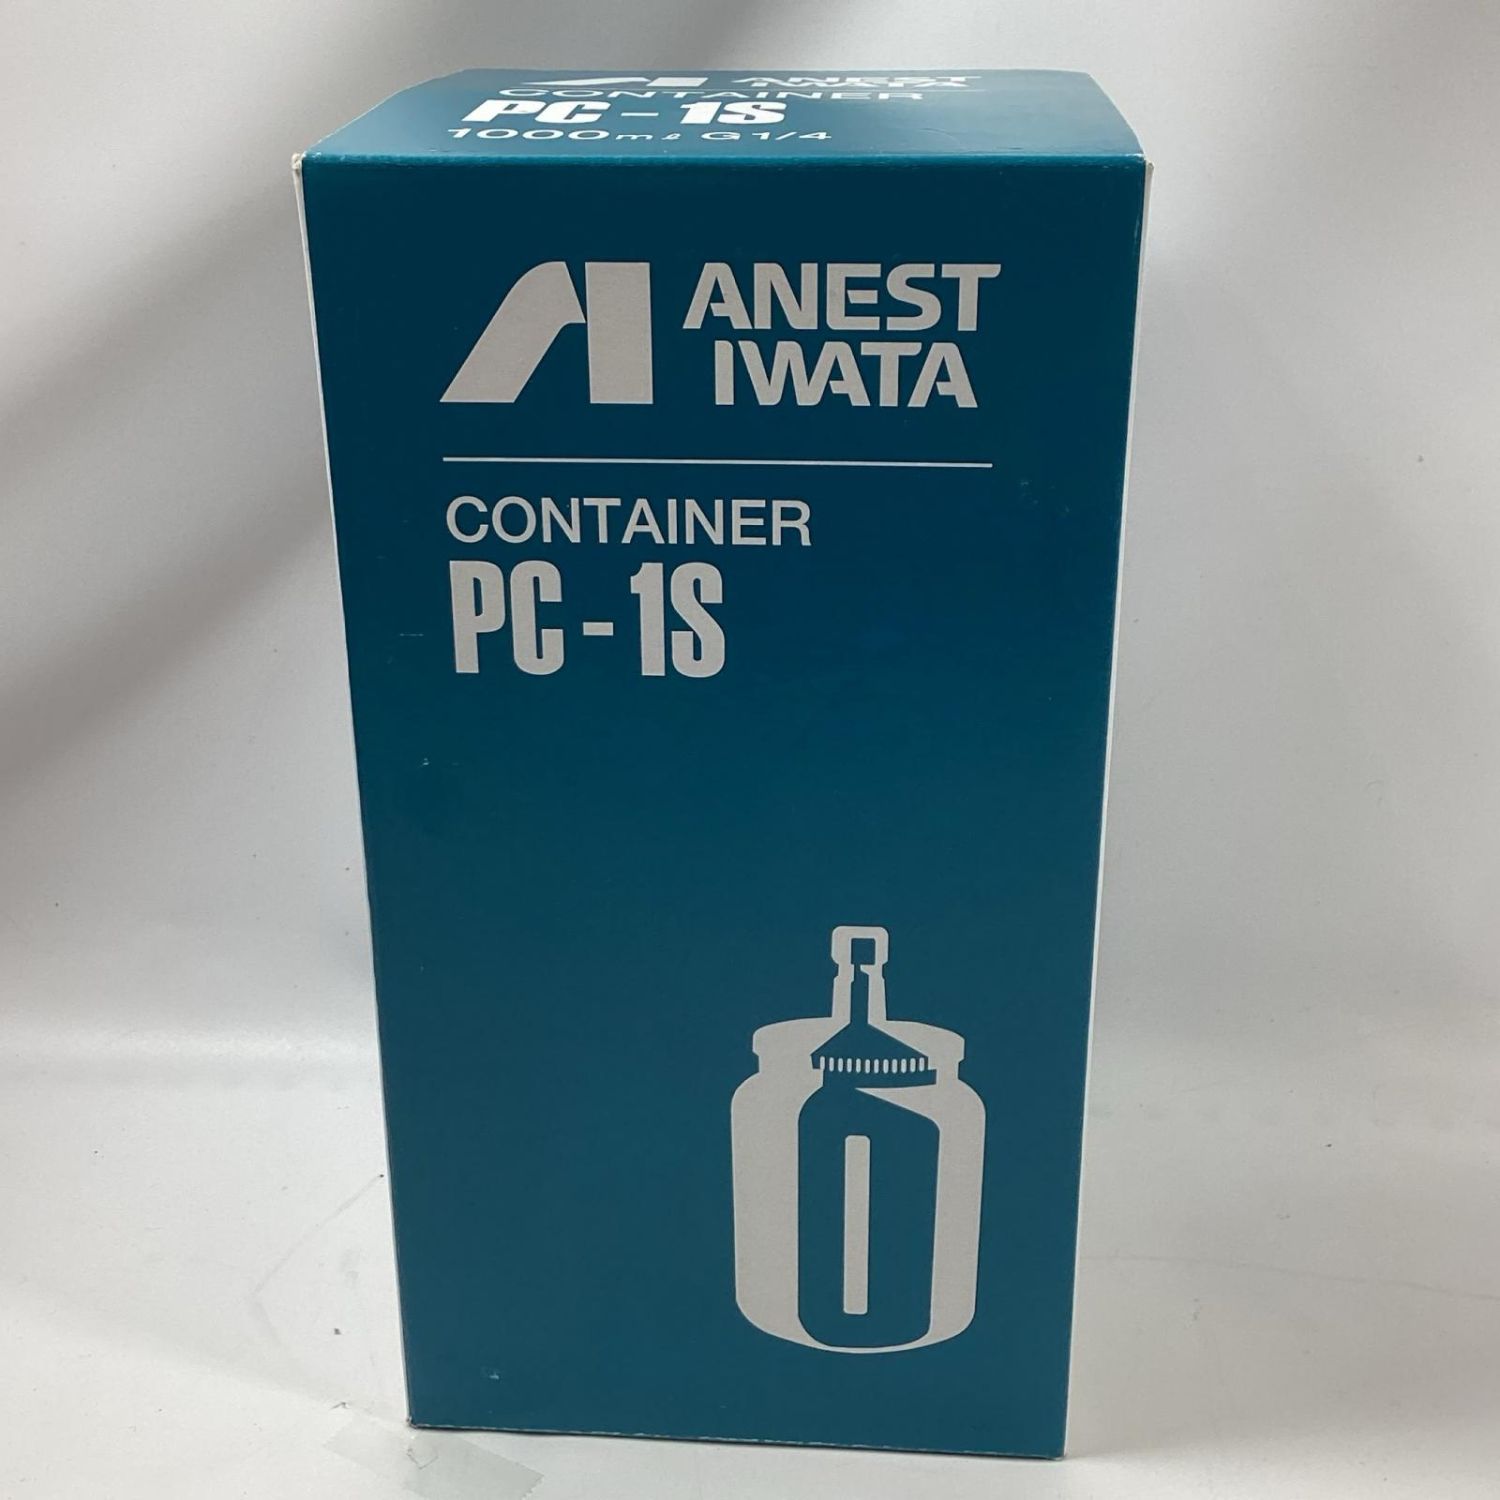 ANEST
IWATA
CONTAINER
PC-1S
1000mℓ G1/4
ANEST
IWATA
CONTAINER
PC-1S